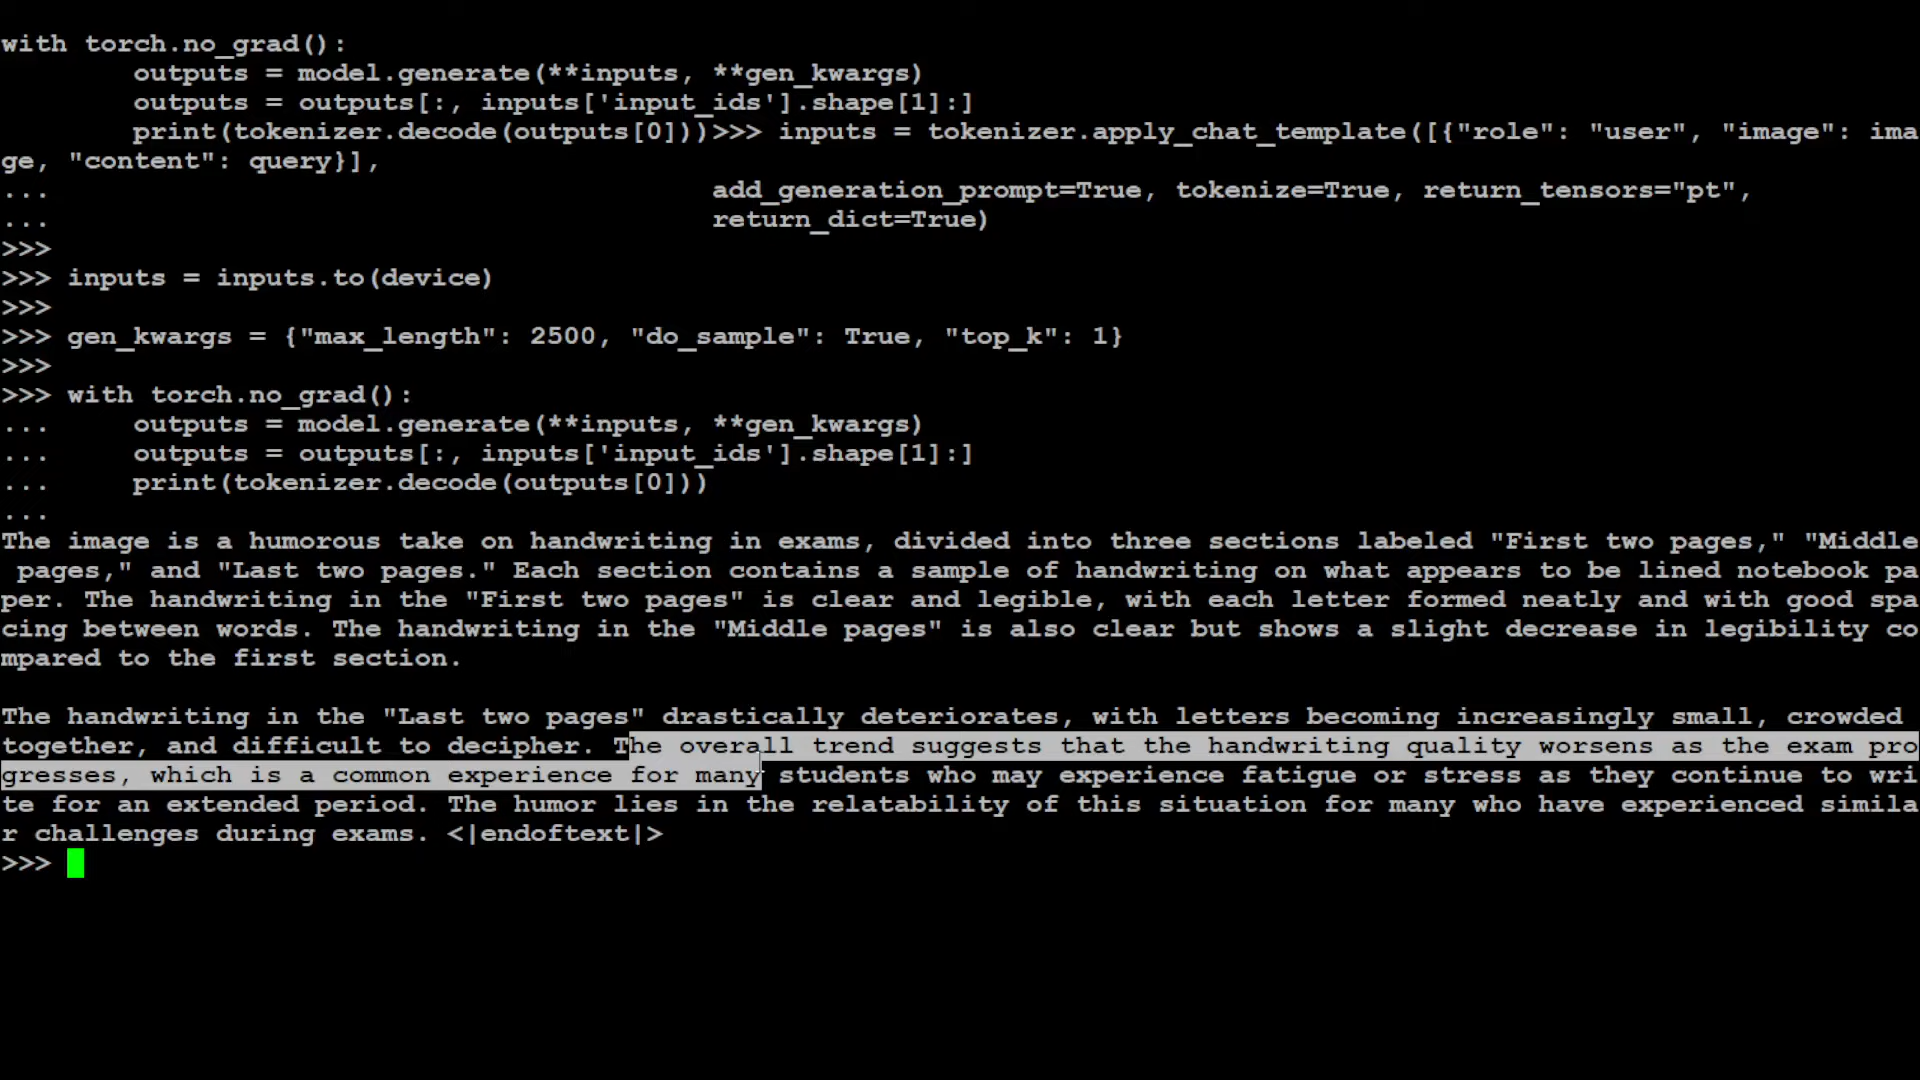 with torch.no_grad():
        outputs = model.generate(**inputs, **gen_kwargs)
        outputs = outputs[:, inputs['input_ids'].shape[1]:]
        print(tokenizer.decode(outputs[0]))>>> inputs = tokenizer.apply_chat_template([{"role": "user", "image": ima
ge, "content": query}],
...                                        add_generation_prompt=True, tokenize=True, return_tensors="pt",
...                                        return_dict=True)
>>>
>>> inputs = inputs.to(device)
>>>
>>> gen_kwargs = {"max_length": 2500, "do_sample": True, "top_k": 1}
>>>
>>> with torch.no_grad():
...     outputs = model.generate(**inputs, **gen_kwargs)
...     outputs = outputs[:, inputs['input_ids'].shape[1]:]
...     print(tokenizer.decode(outputs[0]))
...
The image is a humorous take on handwriting in exams, divided into three sections labeled "First two pages," "Middle
 pages," and "Last two pages." Each section contains a sample of handwriting on what appears to be lined notebook pa
per. The handwriting in the "First two pages" is clear and legible, with each letter formed neatly and with good spa
cing between words. The handwriting in the "Middle pages" is also clear but shows a slight decrease in legibility co
mpared to the first section.

The handwriting in the "Last two pages" drastically deteriorates, with letters becoming increasingly small, crowded
together, and difficult to decipher. The overall trend suggests that the handwriting quality worsens as the exam pro
gresses, which is a common experience for many students who may experience fatigue or stress as they continue to wri
te for an extended period. The humor lies in the relatability of this situation for many who have experienced simila
r challenges during exams. <|endoftext|>
>>>